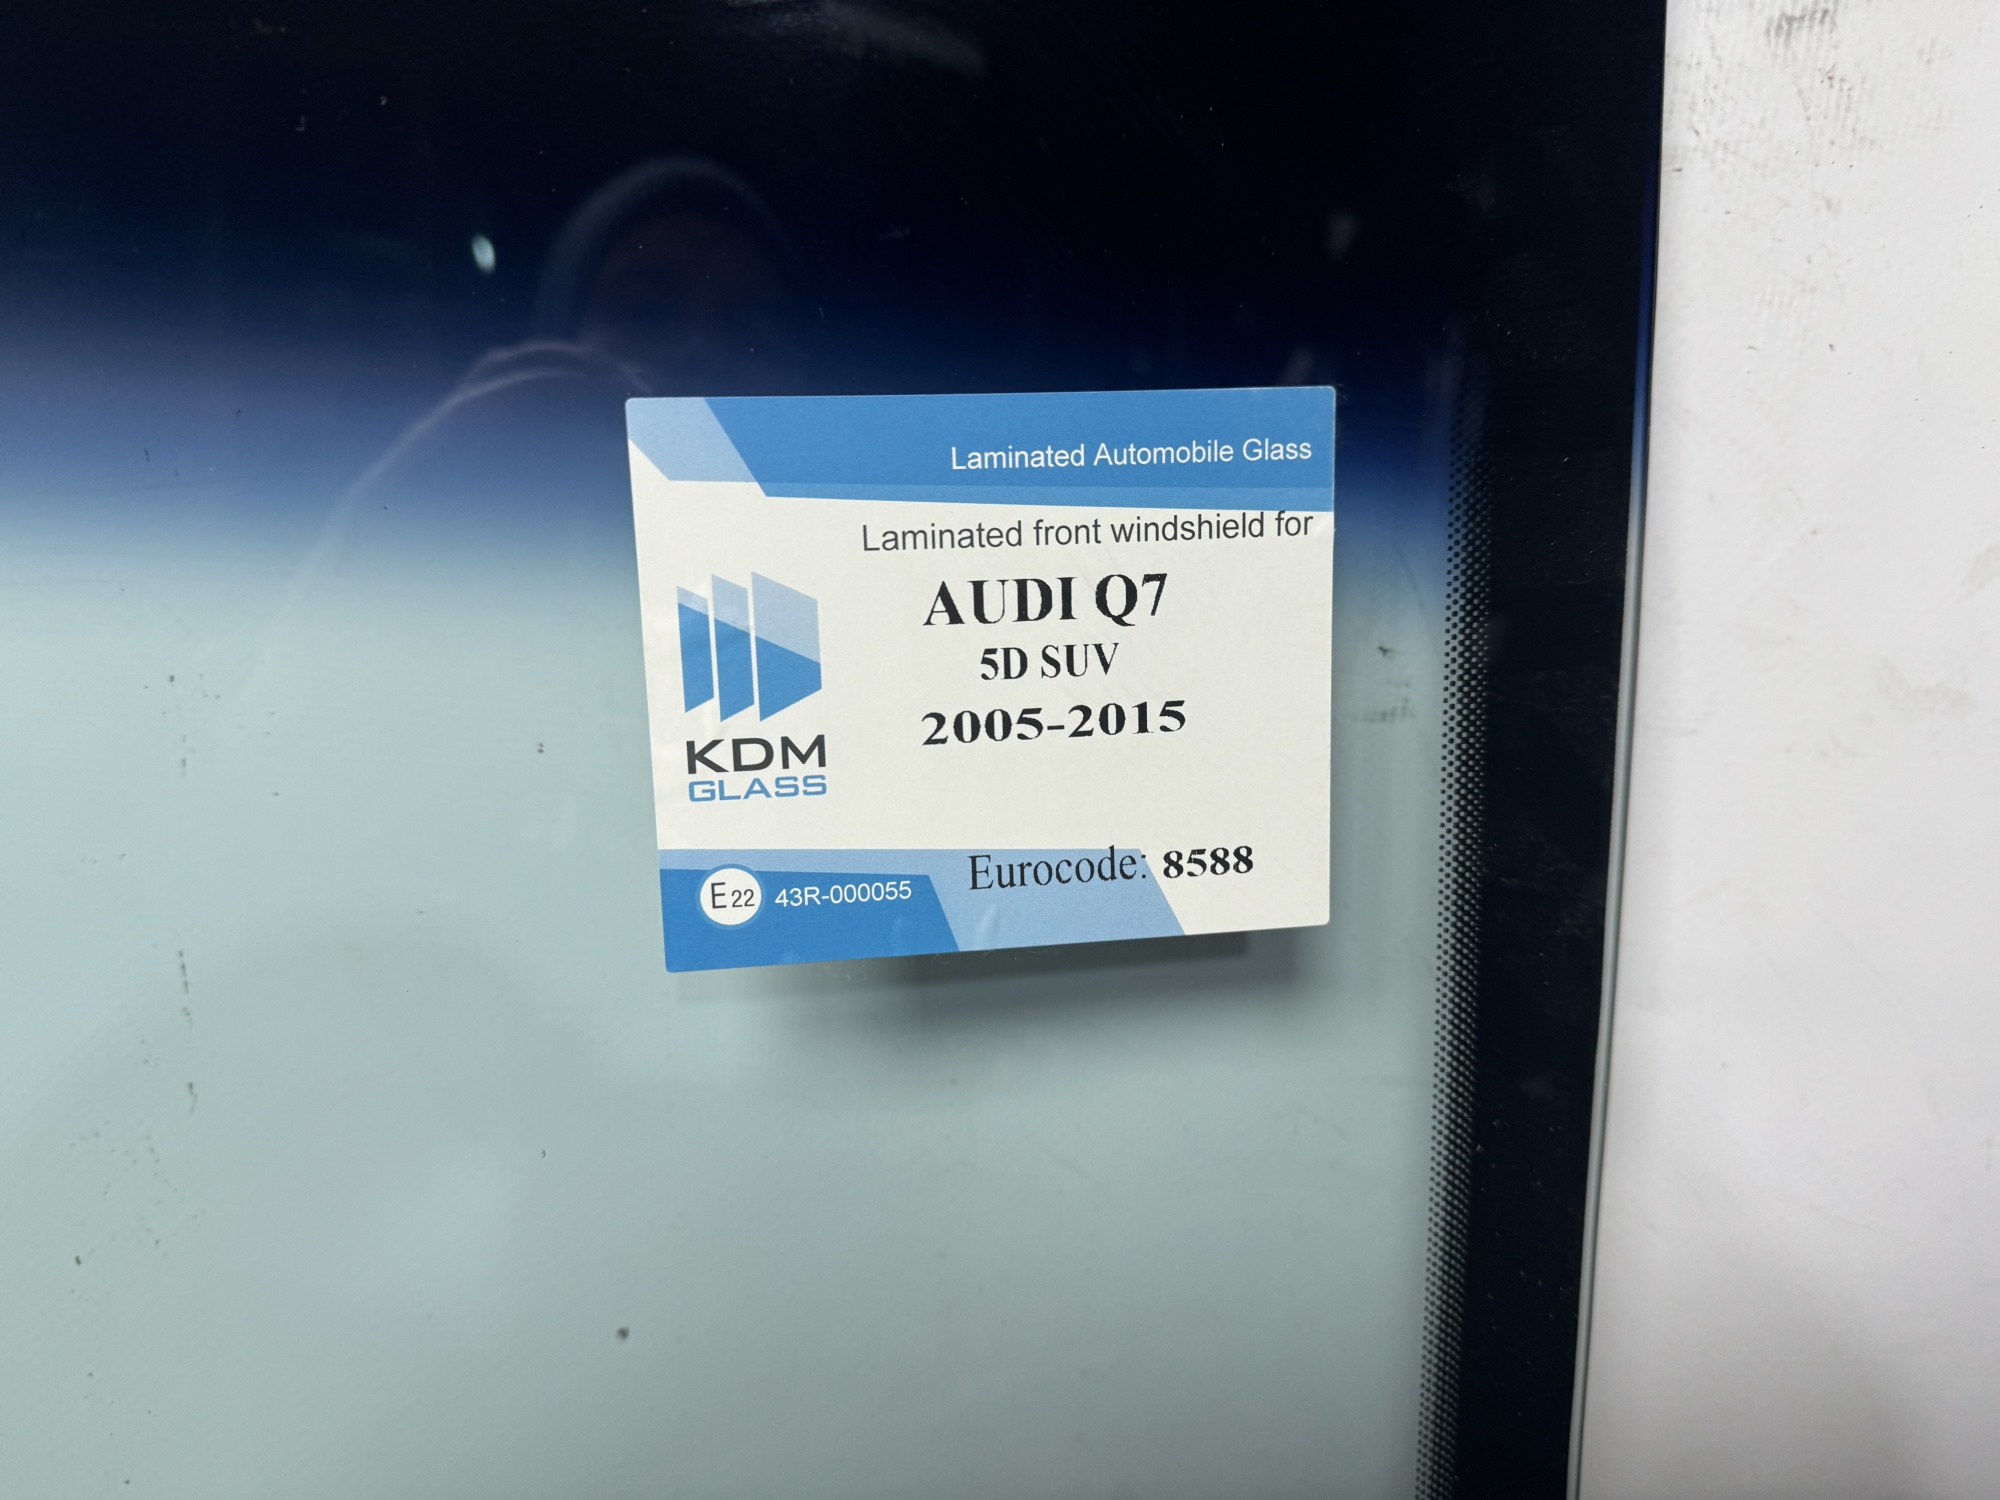 Laminated Automobile Glass
Laminated front windshield for
AUDI Q7
5D SUV
2005-2015
KDM
GLASS
Eurocode: 8588
E22 43R-000055